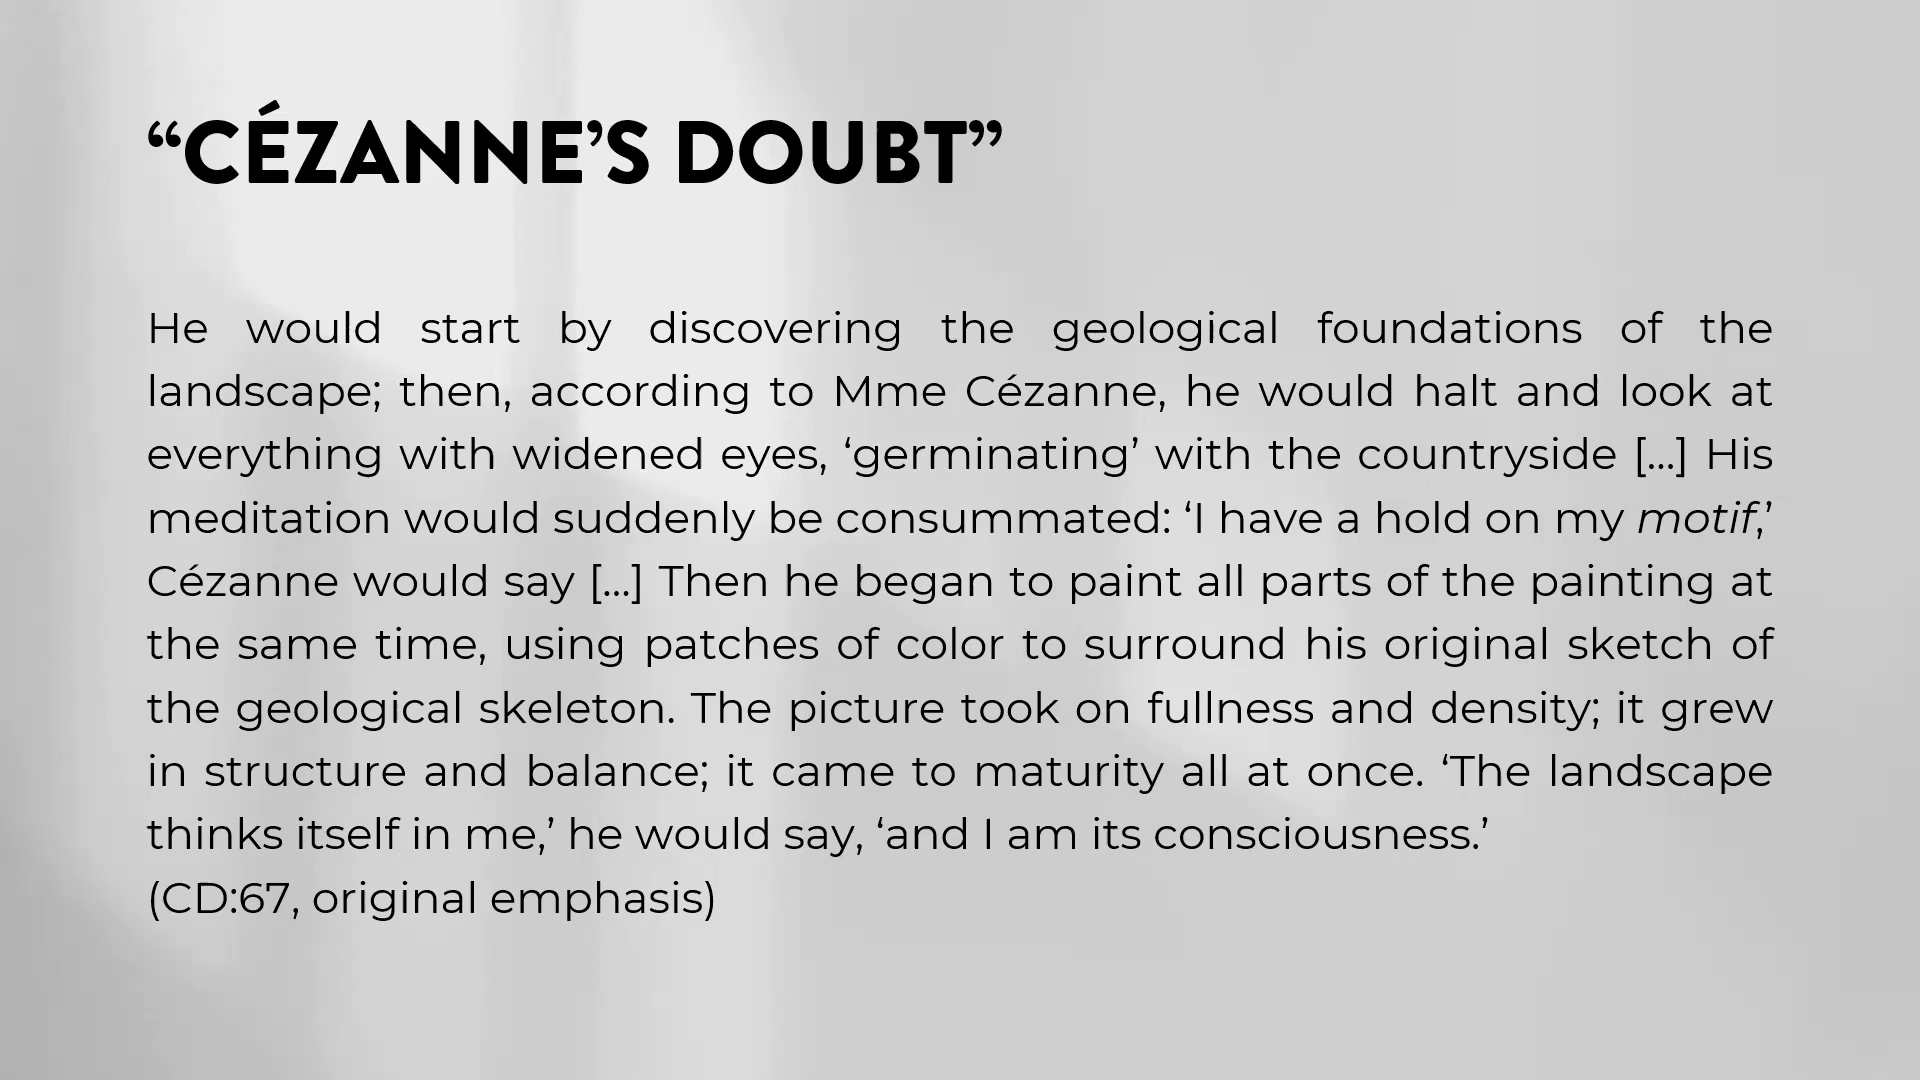 “CÉZANNE’S DOUBT”
He would start by discovering the geological foundations of the
landscape; then, according to Mme Cézanne, he would halt and look at
everything with widened eyes, ‘germinating’ with the countryside [...] His
meditation would suddenly be consummated: ‘I have a hold on my motif,’
Cézanne would say [...] Then he began to paint all parts of the painting at
the same time, using patches of color to surround his original sketch of
the geological skeleton. The picture took on fullness and density; it grew
in structure and balance; it came to maturity all at once. ‘The landscape
thinks itself in me,’ he would say, ‘and I am its consciousness.’
(CD:67, original emphasis)